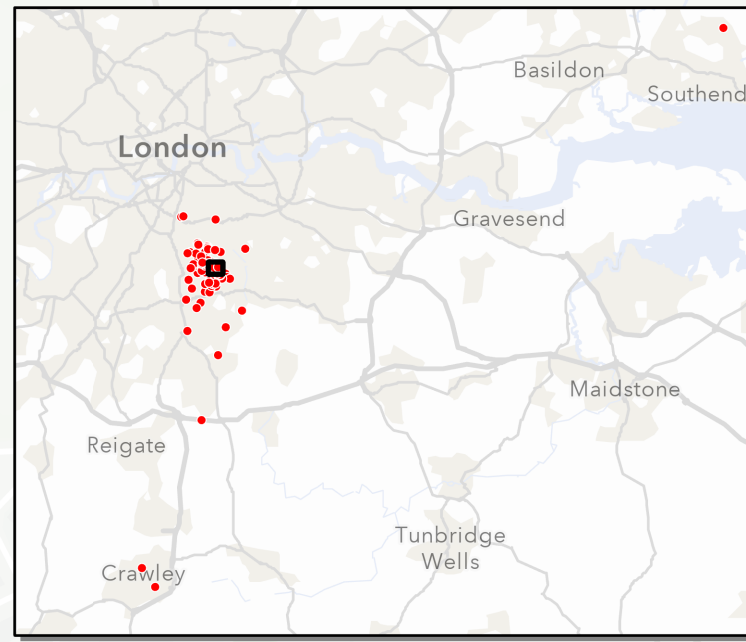 Basildon
Southend
London
Gravesend
Maidstone
Reigate
Tunbridge
Wells
Crawley